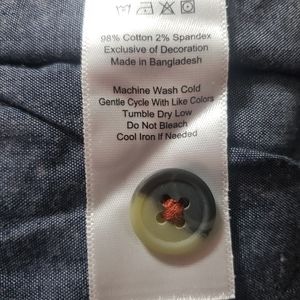 98% Cotton 2% Spandex
Exclusive of Decoration
Made in Bangladesh
Machine Wash Cold
Gentle Cycle With Like Colors
Tumble Dry Low
Do Not Bleach
Cool Iron If Needed